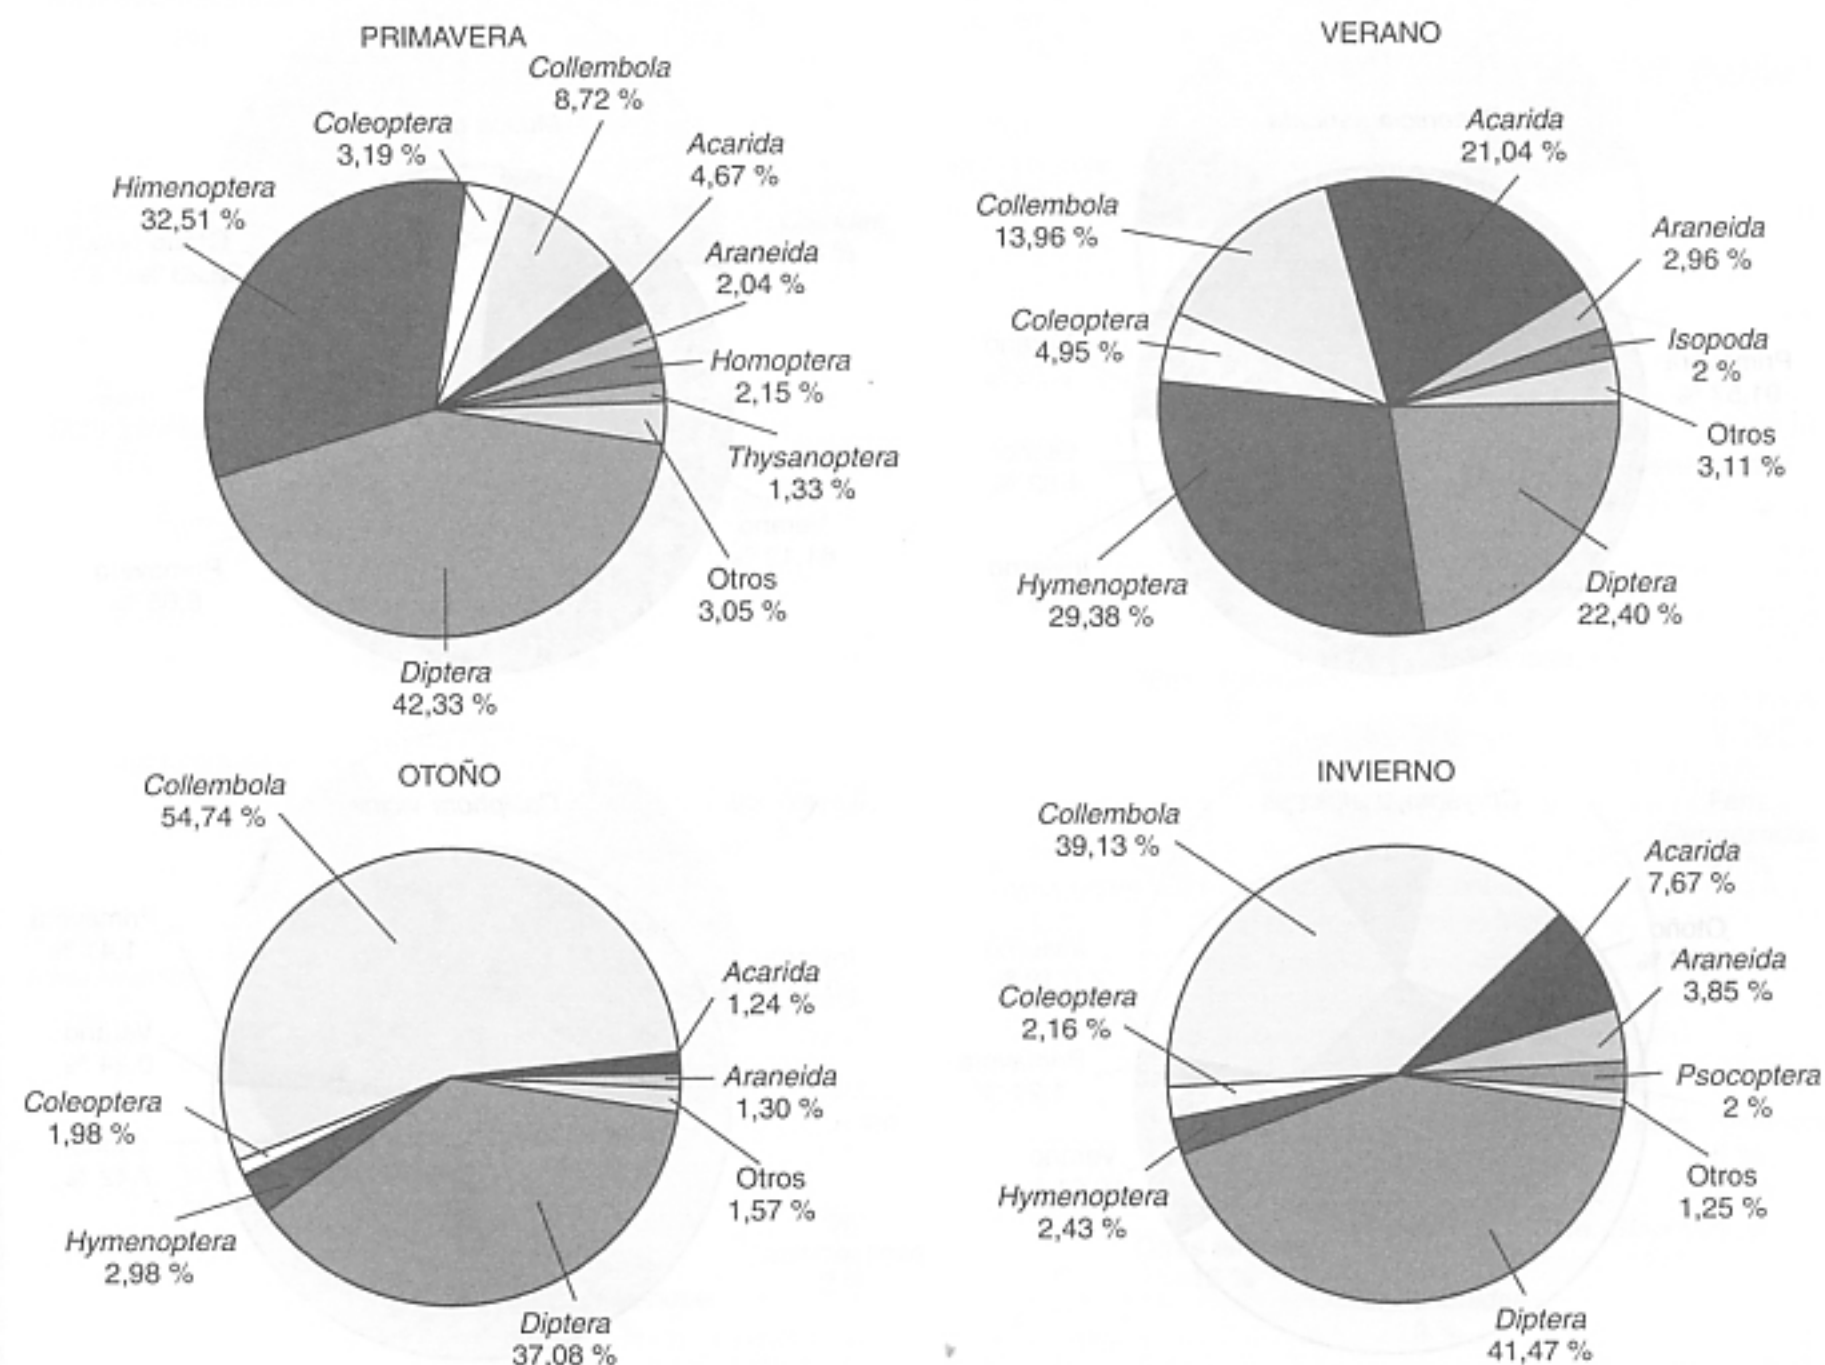 PRIMAVERA
Collembola
8,72 %
Coleoptera
3,19 %
Acarida
4,67 %
Himenoptera
32,51 %
Araneida
2,04 %
Homoptera
2,15 %
Thysanoptera
1,33 %
Otros
3,05 %
Diptera
42,33 %
VERANO
Acarida
21,04 %
Collembola
13,96 %
Araneida
2,96 %
Coleoptera
4,95 %
Isopoda
2 %
Otros
3,11 %
Hymenoptera
29,38 %
Diptera
22,40 %
OTOÑO
Collembola
54,74 %
Acarida
1,24 %
Araneida
1,30 %
Coleoptera
1,98 %
Otros
1,57 %
Hymenoptera
2,98 %
Diptera
37,08 %
INVIERNO
Collembola
39,13 %
Acarida
7,67 %
Araneida
3,85 %
Coleoptera
2,16 %
Psocoptera
2 %
Otros
1,25 %
Hymenoptera
2,43 %
Diptera
41,47 %